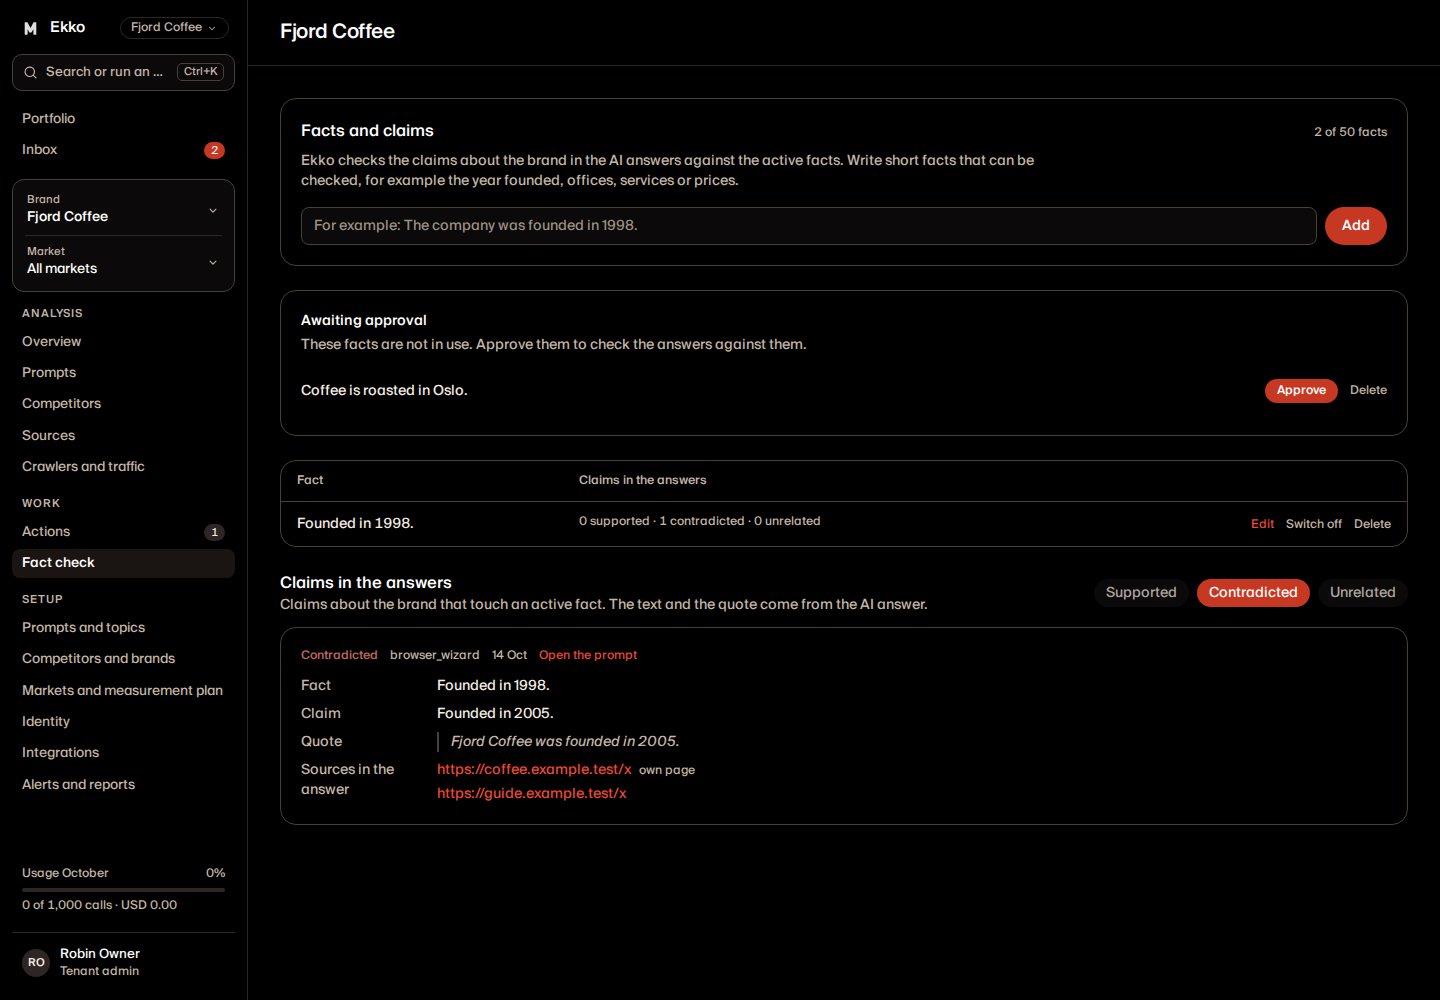 Ekko
Fjord Coffee
Search or run an ...
Ctrl+K
Portfolio
Inbox
2
Brand
Fjord Coffee
Market
All markets
ANALYSIS
Overview
Prompts
Competitors
Sources
Crawlers and traffic
WORK
Actions
1
Fact check
SETUP
Prompts and topics
Competitors and brands
Markets and measurement plan
Identity
Integrations
Alerts and reports
Usage October
0%
0 of 1,000 calls · USD 0.00
RO
Robin Owner
Tenant admin
Fjord Coffee
Facts and claims
2 of 50 facts
Ekko checks the claims about the brand in the AI answers against the active facts. Write short facts that can be
checked, for example the year founded, offices, services or prices.
For example: The company was founded in 1998.
Add
Awaiting approval
These facts are not in use. Approve them to check the answers against them.
Coffee is roasted in Oslo.
Approve
Delete
Fact
Claims in the answers
Founded in 1998.
0 supported · 1 contradicted · 0 unrelated
Edit
Switch off
Delete
Claims in the answers
Claims about the brand that touch an active fact. The text and the quote come from the AI answer.
Supported
Contradicted
Unrelated
Contradicted
browser_wizard
14 Oct
Open the prompt
Fact
Founded in 1998.
Claim
Founded in 2005.
Quote
Fjord Coffee was founded in 2005.
Sources in the
answer
https://coffee.example.test/x own page
https://guide.example.test/x